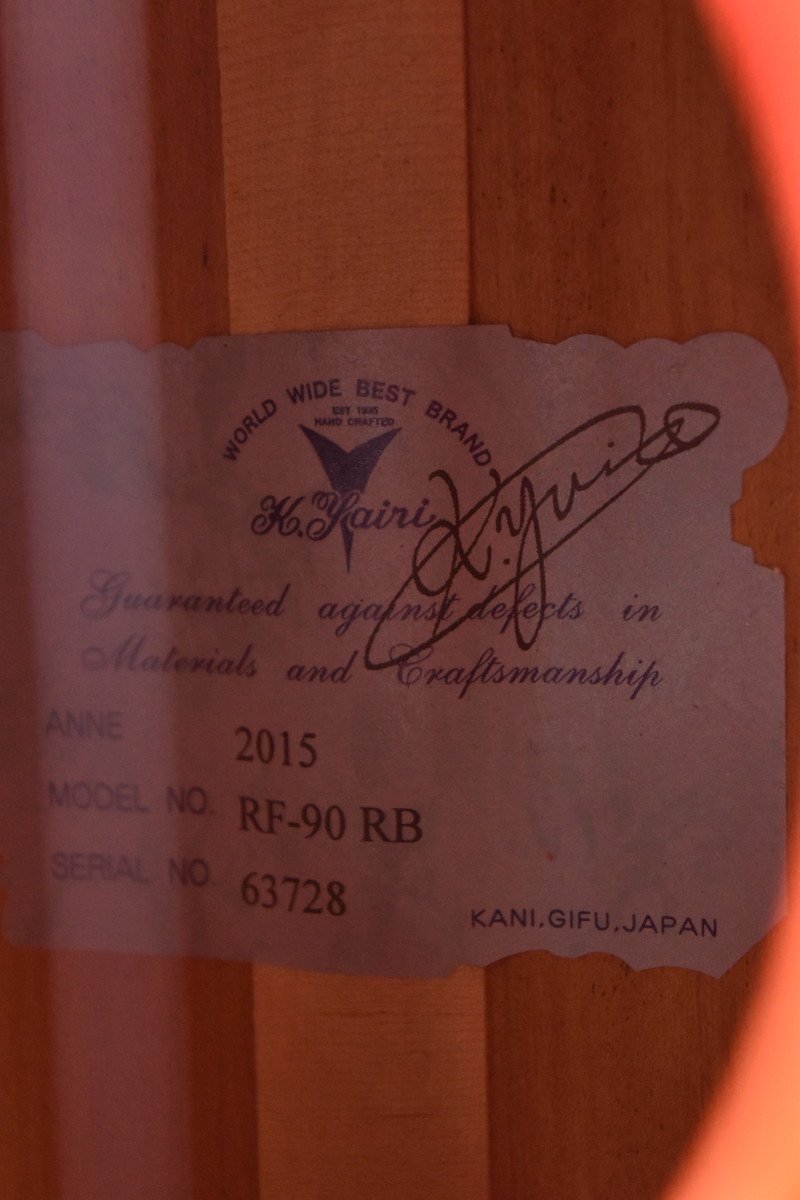 WORLD WIDE BEST BRAND
EST 1935
HAND CRAFTED
K.Yairi
K.Yairi
Guaranteed against defects in
Materials and Craftsmanship
ANNE 2015
MODEL NO. RF-90 RB
SERIAL NO. 63728
KANI,GIFU,JAPAN